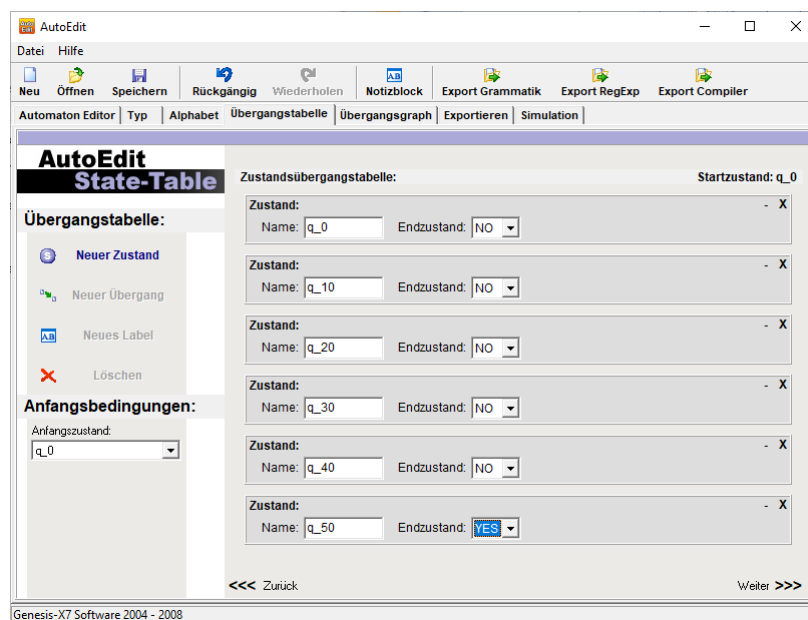 AutoEdit
Datei Hilfe
Neu Öffnen Speichern Rückgängig Wiederholen Notizblock Export Grammatik Export RegExp Export Compiler
Automaton Editor Typ Alphabet Übergangstabelle Übergangsgraph Exportieren Simulation
AutoEdit
State-Table
Zustandsübergangstabelle: Startzustand: q_0
Übergangstabelle:
Neuer Zustand
Neuer Übergang
Neues Label
Löschen
Anfangsbedingungen:
Anfangszustand:
q_0
Zustand: - X
Name: q_0 Endzustand: NO
Zustand: - X
Name: q_10 Endzustand: NO
Zustand: - X
Name: q_20 Endzustand: NO
Zustand: - X
Name: q_30 Endzustand: NO
Zustand: - X
Name: q_40 Endzustand: NO
Zustand: - X
Name: q_50 Endzustand: YES
<<< Zurück Weiter >>>
Genesis-X7 Software 2004 - 2008